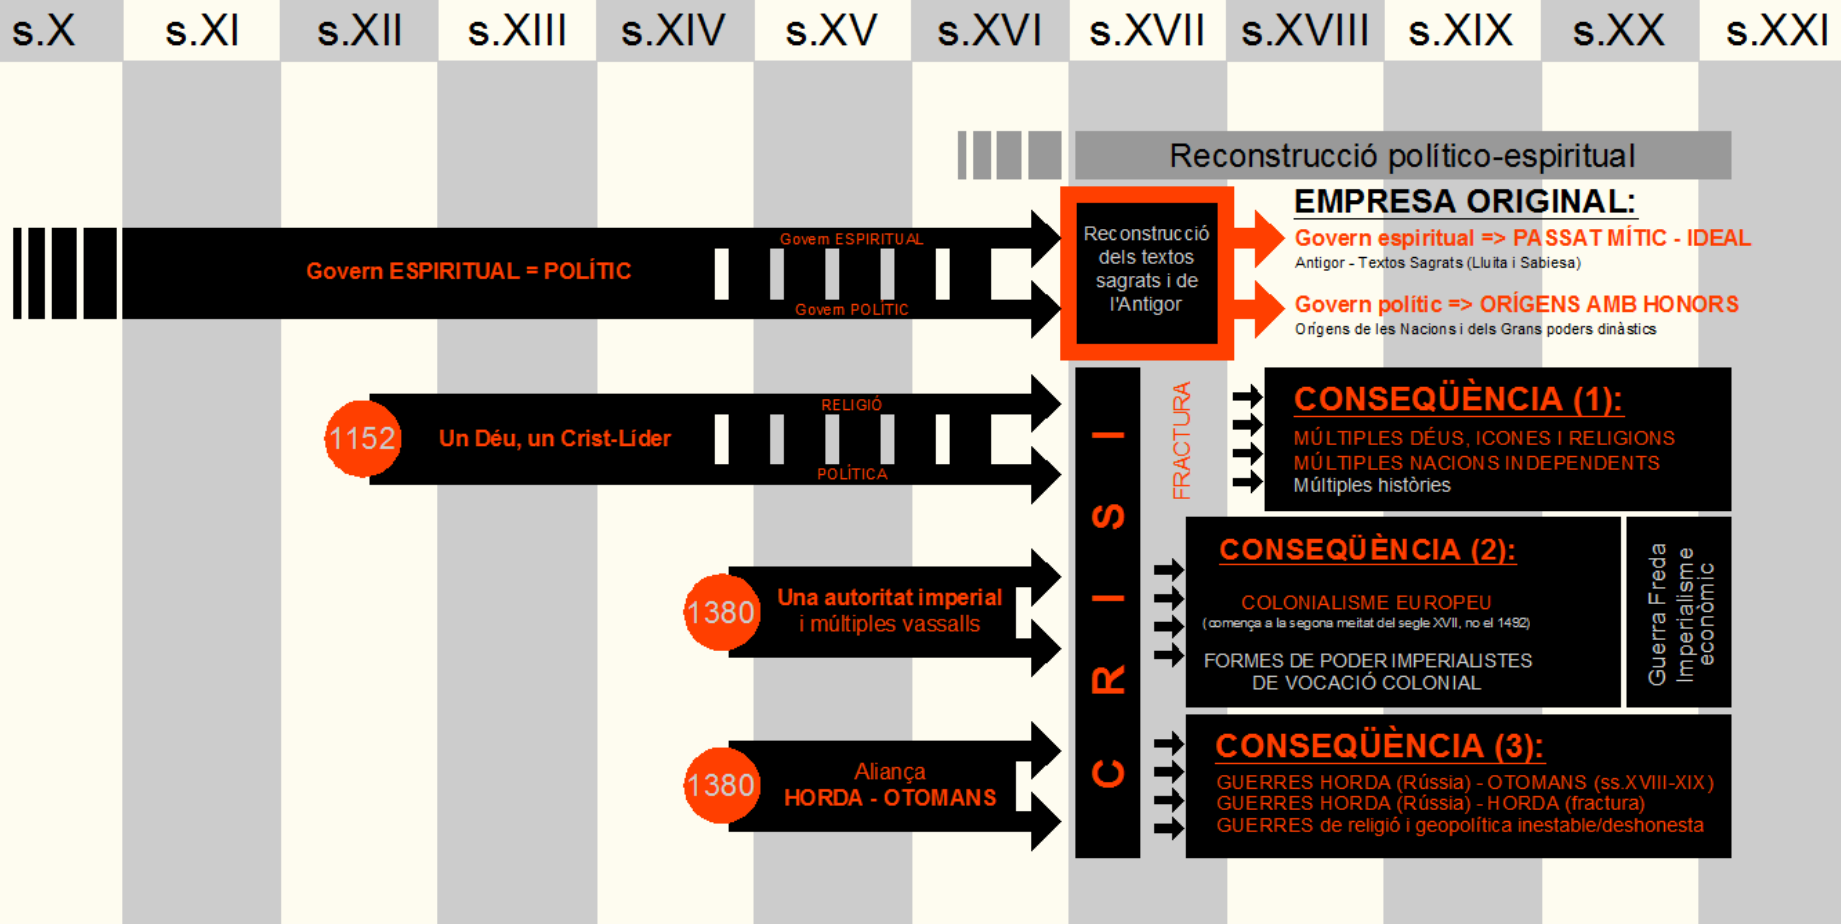 s.X
s.XI
s.XII
s.XIII
s.XIV
s.XV
s.XVI
s.XVII
s.XVIII
s.XIX
s.XX
s.XXI
Reconstrucció político-espiritual
Govern ESPIRITUAL = POLÍTIC
Govern ESPIRITUAL
Govern POLÍTIC
Reconstrucció
dels textos
sagrats i de
l'Antigor
EMPRESA ORIGINAL:
Govern espiritual => PASSAT MÍTIC - IDEAL
Antigor - Textos Sagrats (Lluita i Sabiesa)
Govern polític => ORÍGENS AMB HONORS
Orígens de les Nacions i dels Grans poders dinàstics
1152
Un Déu, un Crist-Líder
RELIGIÓ
POLÍTICA
CRISI
FRACTURA
CONSEQÜÈNCIA (1):
MÚLTIPLES DÉUS, ICONES I RELIGIONS
MÚLTIPLES NACIONS INDEPENDENTS
Múltiples històries
1380
Una autoritat imperial
i múltiples vassalls
CONSEQÜÈNCIA (2):
COLONIALISME EUROPEU
(comença a la segona meitat del segle XVII, no el 1492)
FORMES DE PODER IMPERIALISTES
DE VOCACIÓ COLONIAL
Guerra Freda
Imperialisme
econòmic
1380
Aliança
HORDA - OTOMANS
CONSEQÜÈNCIA (3):
GUERRES HORDA (Rússia) - OTOMANS (ss.XVIII-XIX)
GUERRES HORDA (Rússia) - HORDA (fractura)
GUERRES de religió i geopolítica inestable/deshonesta